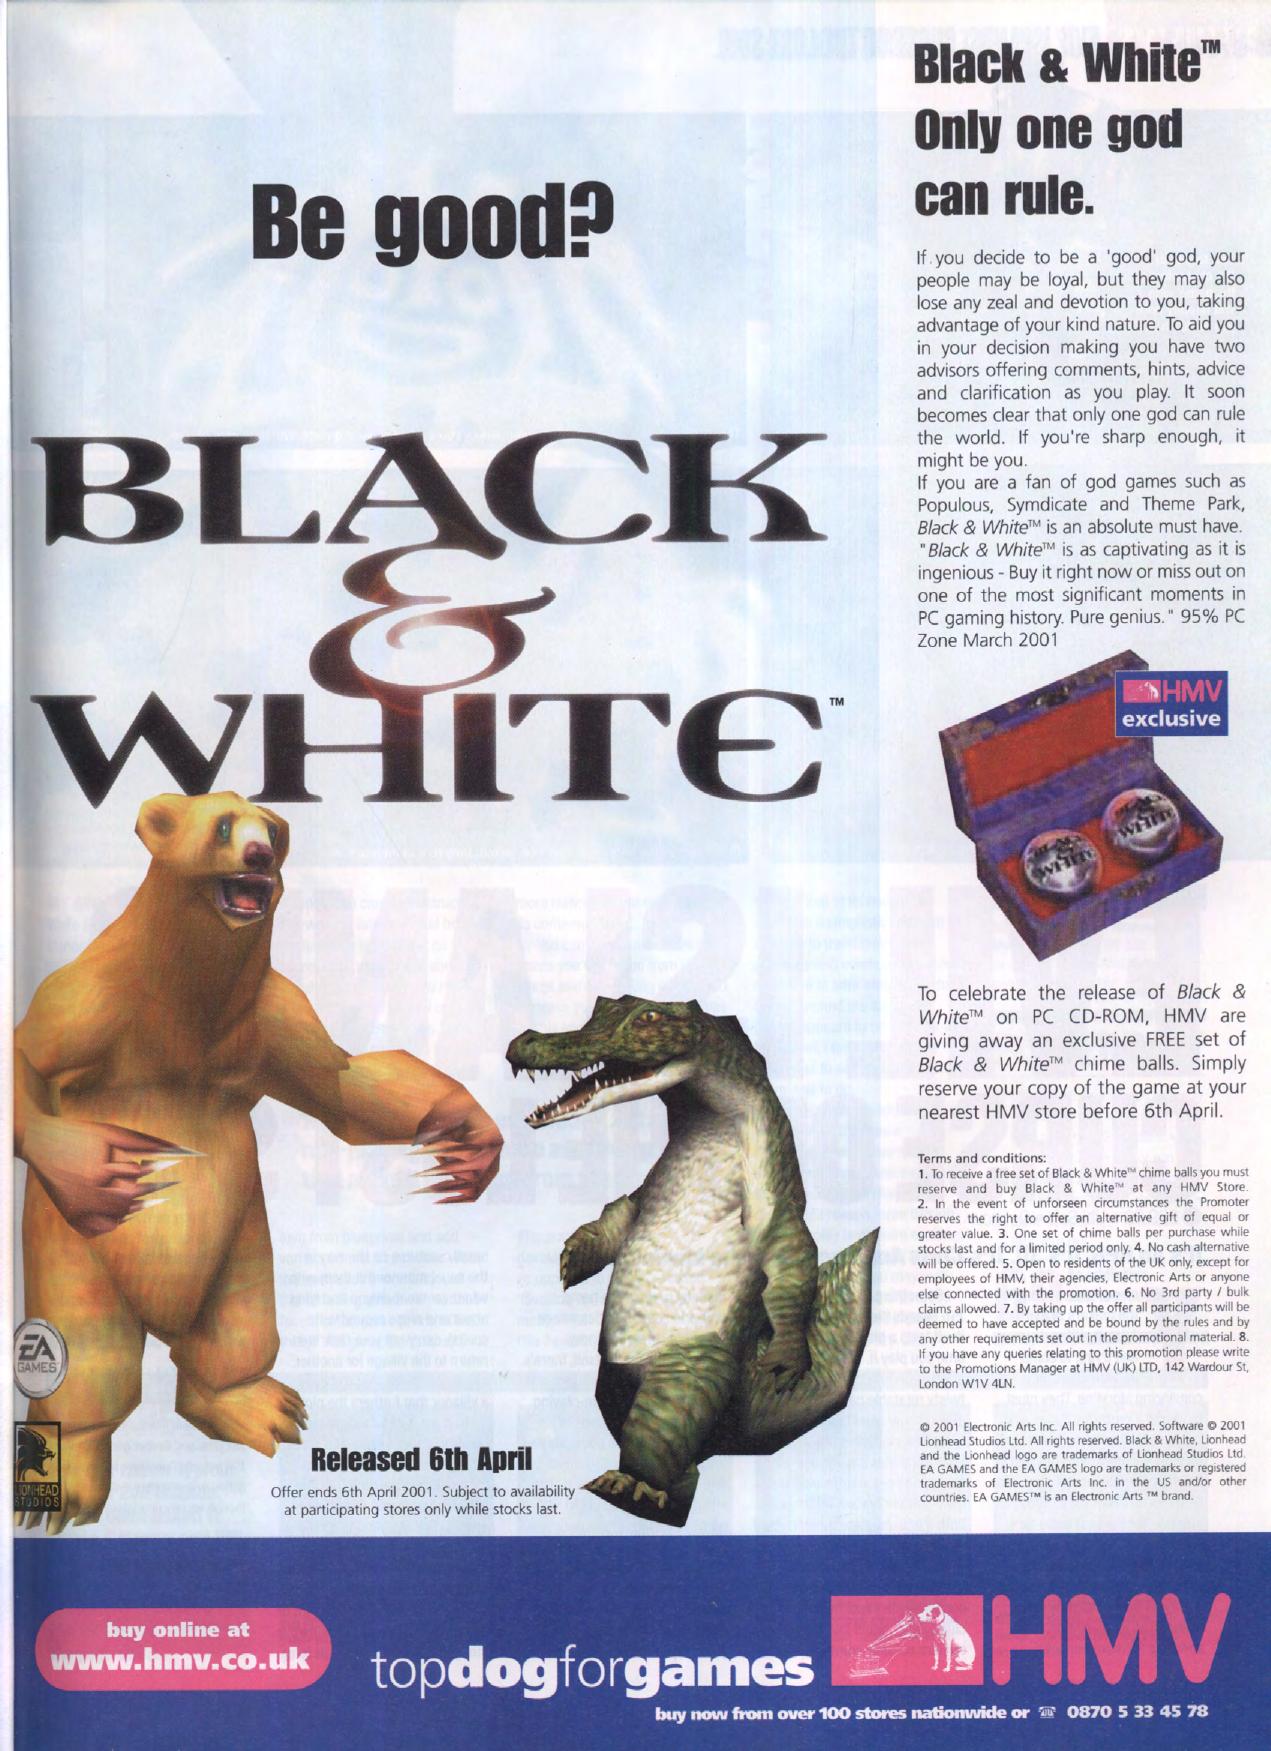 Black & White™
Only one god
can rule.
Be good?
If you decide to be a 'good' god, your
people may be loyal, but they may also
lose any zeal and devotion to you, taking
advantage of your kind nature. To aid you
in your decision making you have two
advisors offering comments, hints, advice
and clarification as you play. It soon
becomes clear that only one god can rule
the world. If you're sharp enough, it
might be you.
If you are a fan of god games such as
Populous, Symdicate and Theme Park,
Black & White™ is an absolute must have.
"Black & White™ is as captivating as it is
ingenious - Buy it right now or miss out on
one of the most significant moments in
PC gaming history. Pure genius." 95% PC
Zone March 2001
BLACK
&
WHITE™
HMV
exclusive
BLACK
WHITE
BLACK
WHITE
To celebrate the release of Black &
White™ on PC CD-ROM, HMV are
giving away an exclusive FREE set of
Black & White™ chime balls. Simply
reserve your copy of the game at your
nearest HMV store before 6th April.
Terms and conditions:
1. To receive a free set of Black & White™ chime balls you must
reserve and buy Black & White™ at any HMV Store.
2. In the event of unforseen circumstances the Promoter
reserves the right to offer an alternative gift of equal or
greater value. 3. One set of chime balls per purchase while
stocks last and for a limited period only. 4. No cash alternative
will be offered. 5. Open to residents of the UK only, except for
employees of HMV, their agencies, Electronic Arts or anyone
else connected with the promotion. 6. No 3rd party / bulk
claims allowed. 7. By taking up the offer all participants will be
deemed to have accepted and be bound by the rules and by
any other requirements set out in the promotional material. 8.
If you have any queries relating to this promotion please write
to the Promotions Manager at HMV (UK) LTD, 142 Wardour St,
London W1V 4LN.
© 2001 Electronic Arts Inc. All rights reserved. Software © 2001
Lionhead Studios Ltd. All rights reserved. Black & White, Lionhead
and the Lionhead logo are trademarks of Lionhead Studios Ltd.
EA GAMES and the EA GAMES logo are trademarks or registered
trademarks of Electronic Arts Inc. in the US and/or other
countries. EA GAMES™ is an Electronic Arts ™ brand.
EA
GAMES
LIONHEAD
STUDIOS
Released 6th April
Offer ends 6th April 2001. Subject to availability
at participating stores only while stocks last.
buy online at
www.hmv.co.uk
topdogforgames
HMV
buy now from over 100 stores nationwide or ☎ 0870 5 33 45 78